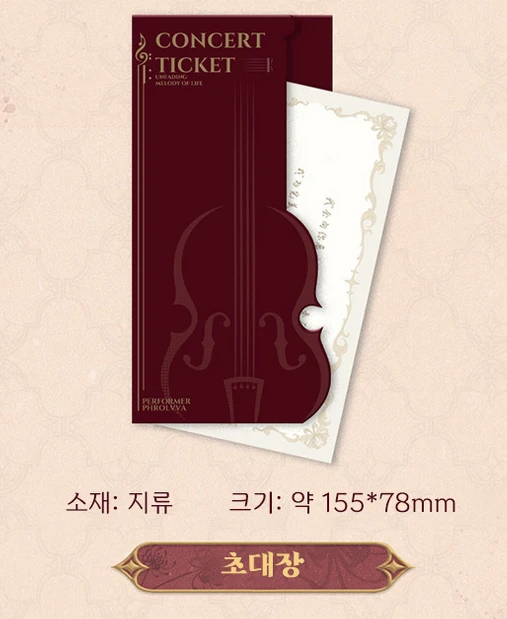 CONCERT
TICKET
UNFADING
MELODY OF LIFE
PERFORMER
PHROLVVA
소재: 지류 크기: 약 155*78mm
초대장